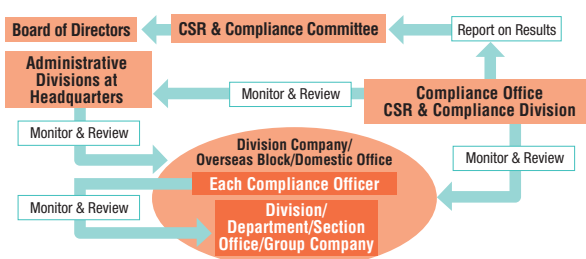 Board of Directors
CSR & Compliance Committee
Report on Results
Administrative
Divisions at
Headquarters
Monitor & Review
Compliance Office
CSR & Compliance Division
Monitor & Review
Division Company/
Overseas Block/Domestic Office
Monitor & Review
Each Compliance Officer
Monitor & Review
Division/
Department/Section
Office/Group Company